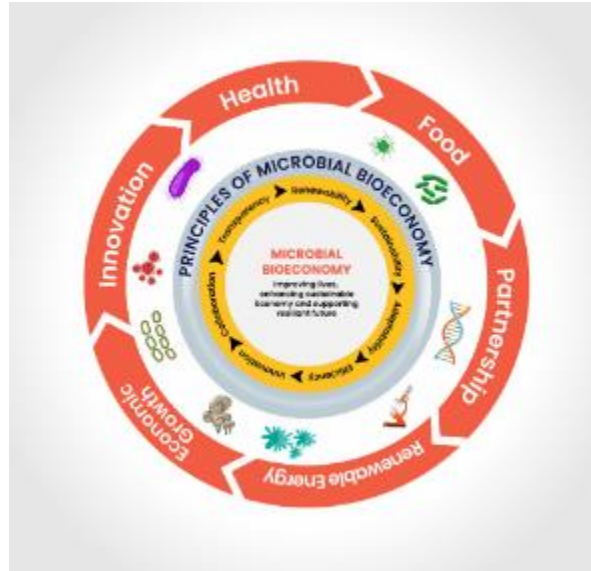 Health
Food
Partnership
Renewable Energy
Economic
Growth
Innovation
PRINCIPLES OF MICROBIAL BIOECONOMY
Transparency
Renewability
Sustainability
Adaptability
Efficiency
Innovation
Collaboration
MICROBIAL
BIOECONOMY
Improving lives,
enhancing sustainable
Economy and supporting
resilient future